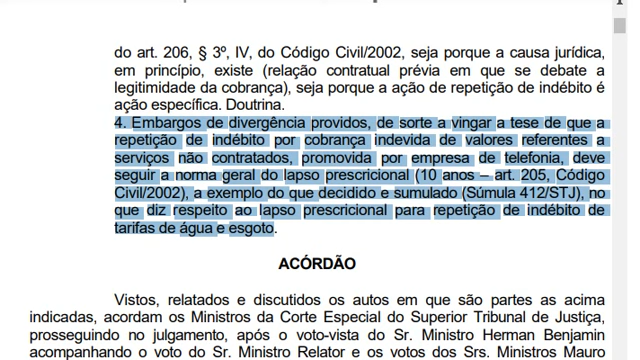 do art. 206, § 3º, IV, do Código Civil/2002, seja porque a causa jurídica,
em princípio, existe (relação contratual prévia em que se debate a
legitimidade da cobrança), seja porque a ação de repetição de indébito é
ação específica. Doutrina.
4. Embargos de divergência providos, de sorte a vingar a tese de que a
repetição de indébito por cobrança indevida de valores referentes a
serviços não contratados, promovida por empresa de telefonia, deve
seguir a norma geral do lapso prescricional (10 anos – art. 205, Código
Civil/2002), a exemplo do que decidido e sumulado (Súmula 412/STJ), no
que diz respeito ao lapso prescricional para repetição de indébito de
tarifas de água e esgoto.
ACÓRDÃO
Vistos, relatados e discutidos os autos em que são partes as acima
indicadas, acordam os Ministros da Corte Especial do Superior Tribunal de Justiça,
prosseguindo no julgamento, após o voto-vista do Sr. Ministro Herman Benjamin
acompanhando o voto do Sr. Ministro Relator e os votos dos Srs. Ministros Mauro